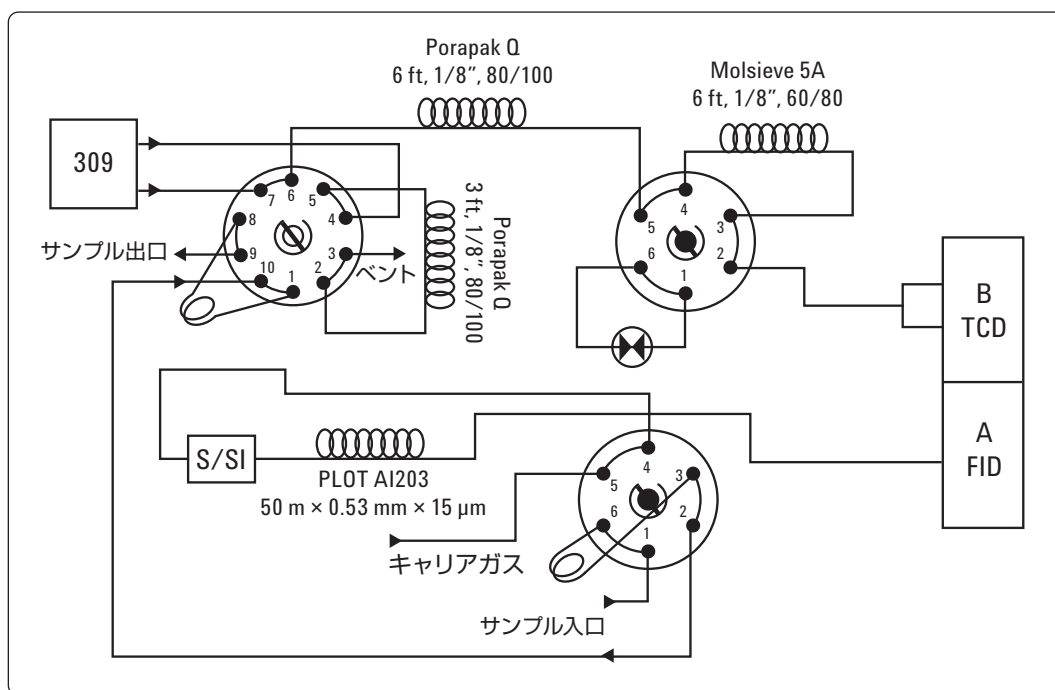 Porapak Q
6 ft, 1/8”, 80/100
Molsieve 5A
6 ft, 1/8”, 60/80
309
7
6
5
4
8
9
3
10
1
2
サンプル出口
ベント
Porapak Q
3 ft, 1/8”, 80/100
4
3
5
2
6
1
B
TCD
A
FID
S/SI
PLOT AI203
50 m × 0.53 mm × 15 µm
4
3
5
2
6
1
キャリアガス
サンプル入口